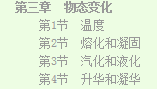 第三章 物态变化
第1节 温度
第2节 熔化和凝固
第3节 汽化和液化
第4节 升华和凝华